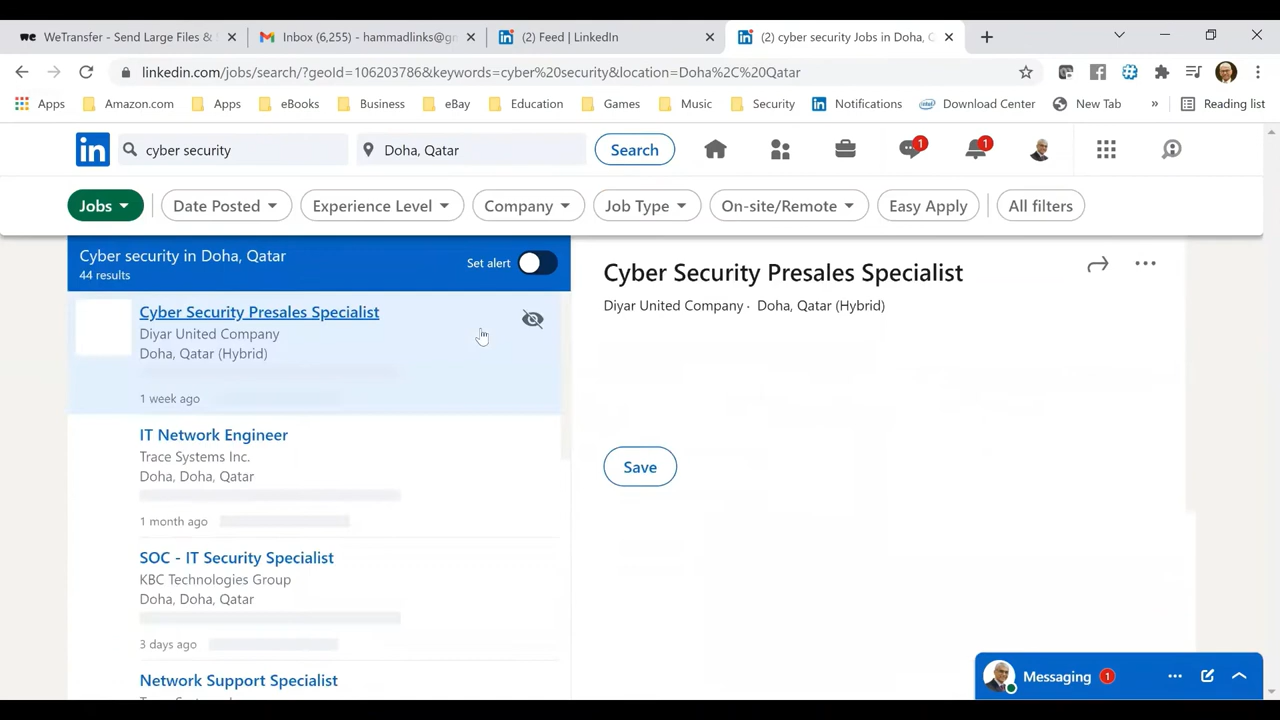 WeTransfer - Send Large Files & S
Inbox (6,255) - hammadlinks@gm
(2) Feed | LinkedIn
(2) cyber security Jobs in Doha, Q
linkedin.com/jobs/search/?geoId=105203786&keywords=cyber%20security&location=Doha%2C%20Qatar
Apps Amazon.com Apps eBooks Business eBay Education Games Music Security Notifications Download Center New Tab » Reading list
in cyber security Doha, Qatar Search 1 1
Jobs Date Posted Experience Level Company Job Type On-site/Remote Easy Apply All filters
Cyber security in Doha, Qatar
44 results
Set alert
Cyber Security Presales Specialist
Diyar United Company
Doha, Qatar (Hybrid)
1 week ago
IT Network Engineer
Trace Systems Inc.
Doha, Doha, Qatar
1 month ago
SOC - IT Security Specialist
KBC Technologies Group
Doha, Doha, Qatar
3 days ago
Network Support Specialist
Cyber Security Presales Specialist
Diyar United Company · Doha, Qatar (Hybrid)
Save
Messaging 1